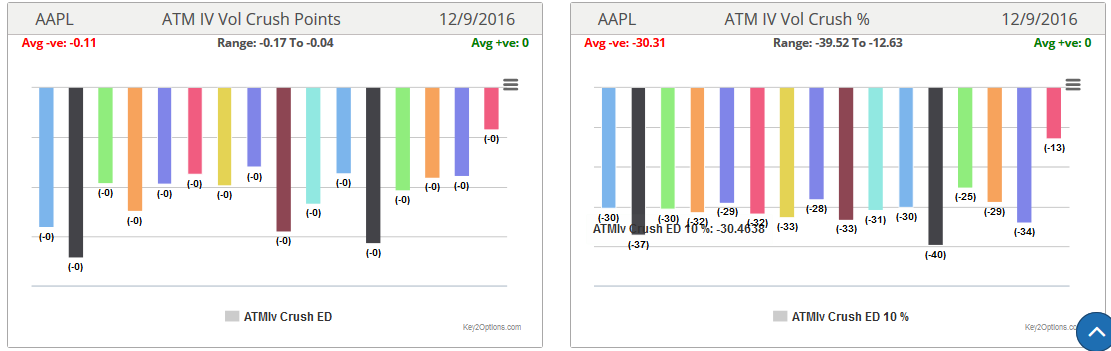 AAPL ATM IV Vol Crush Points 12/9/2016
Avg -ve: -0.11 Range: -0.17 To -0.04 Avg +ve: 0
(-0) (-0) (-0) (-0) (-0) (-0) (-0) (-0) (-0) (-0) (-0) (-0) (-0) (-0) (-0) (-0)
ATMIv Crush ED
Key2Options.com
AAPL ATM IV Vol Crush % 12/9/2016
Avg -ve: -30.31 Range: -39.52 To -12.63 Avg +ve: 0
(-30) (-37) (-30) (-32) (-29) (-32) (-33) (-28) (-33) (-31) (-30) (-40) (-25) (-29) (-34) (-13)
ATMIv Crush ED 10 %: -30.4638
ATMIv Crush ED 10 %
Key2Options.c